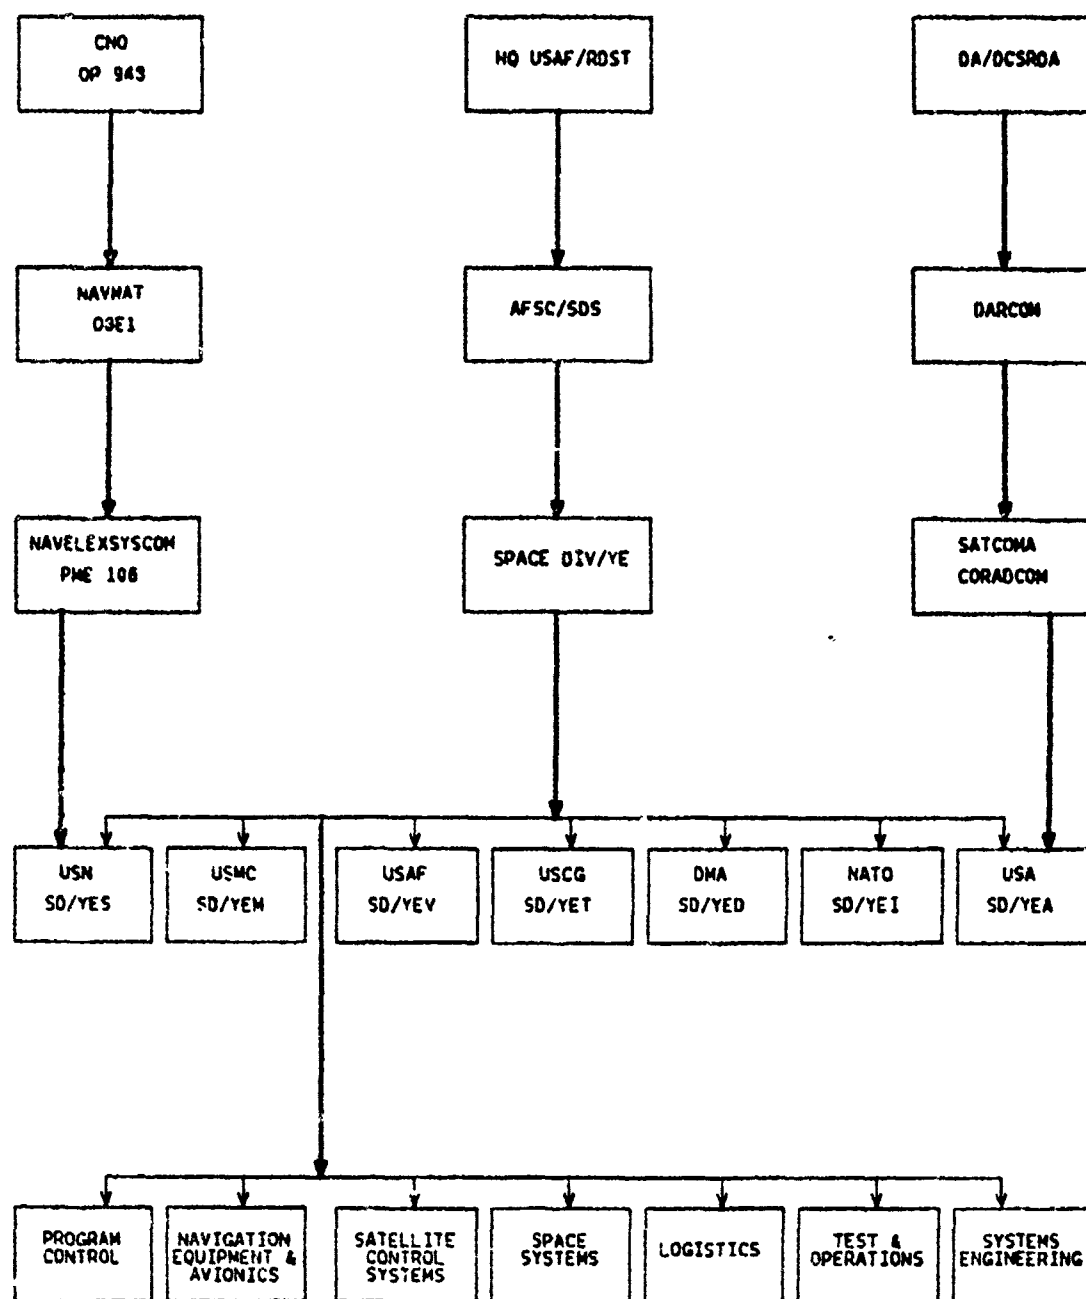 CNO
OP 943
HQ USAF/RDST
DA/DCSRDA
NAVMAT
O3E1
AFSC/SDS
DARCOM
NAVELEXSYSCOM
PME 106
SPACE DIV/YE
SATCOMA
CORADCOM
USN
SD/YES
USMC
SD/YEM
USAF
SD/YEV
USCG
SD/YET
DMA
SD/YED
NATO
SD/YEI
USA
SD/YEA
PROGRAM
CONTROL
NAVIGATION
EQUIPMENT &
AVIONICS
SATELLITE
CONTROL
SYSTEMS
SPACE
SYSTEMS
LOGISTICS
TEST &
OPERATIONS
SYSTEMS
ENGINEERING